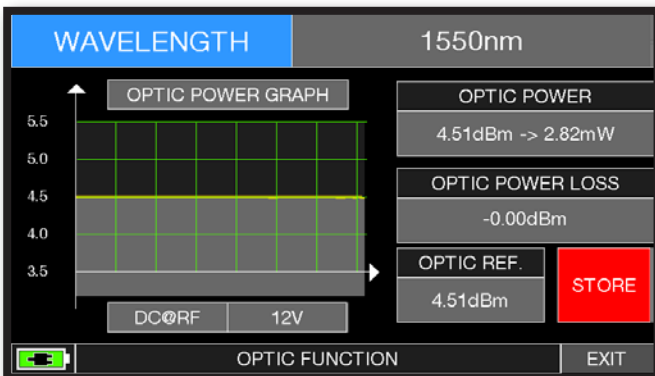 WAVELENGTH 1550nm
OPTIC POWER GRAPH
5.5
5.0
4.5
4.0
3.5
DC@RF 12V
OPTIC POWER
4.51dBm -> 2.82mW
OPTIC POWER LOSS
-0.00dBm
OPTIC REF.
4.51dBm
STORE
OPTIC FUNCTION
EXIT